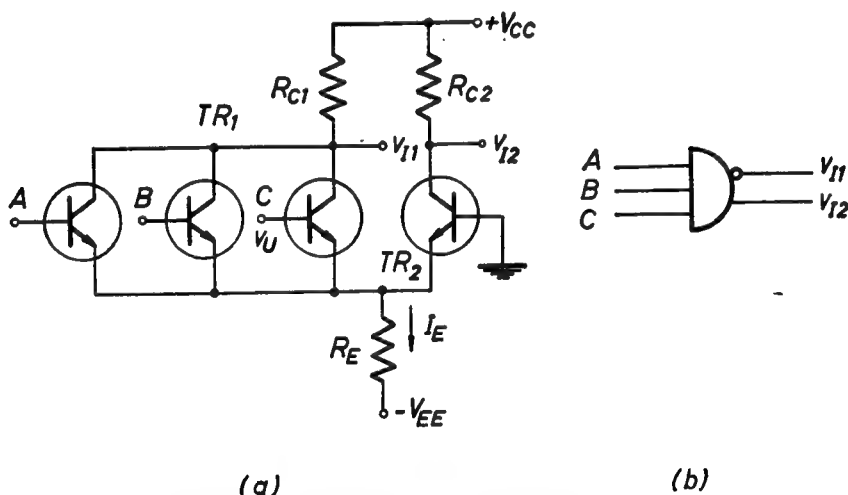 +VCC
RC1
RC2
TR1
VI1
VI2
A
B
C
VU
TR2
IE
RE
-VEE
(a)
A
B
C
VI1
VI2
(b)